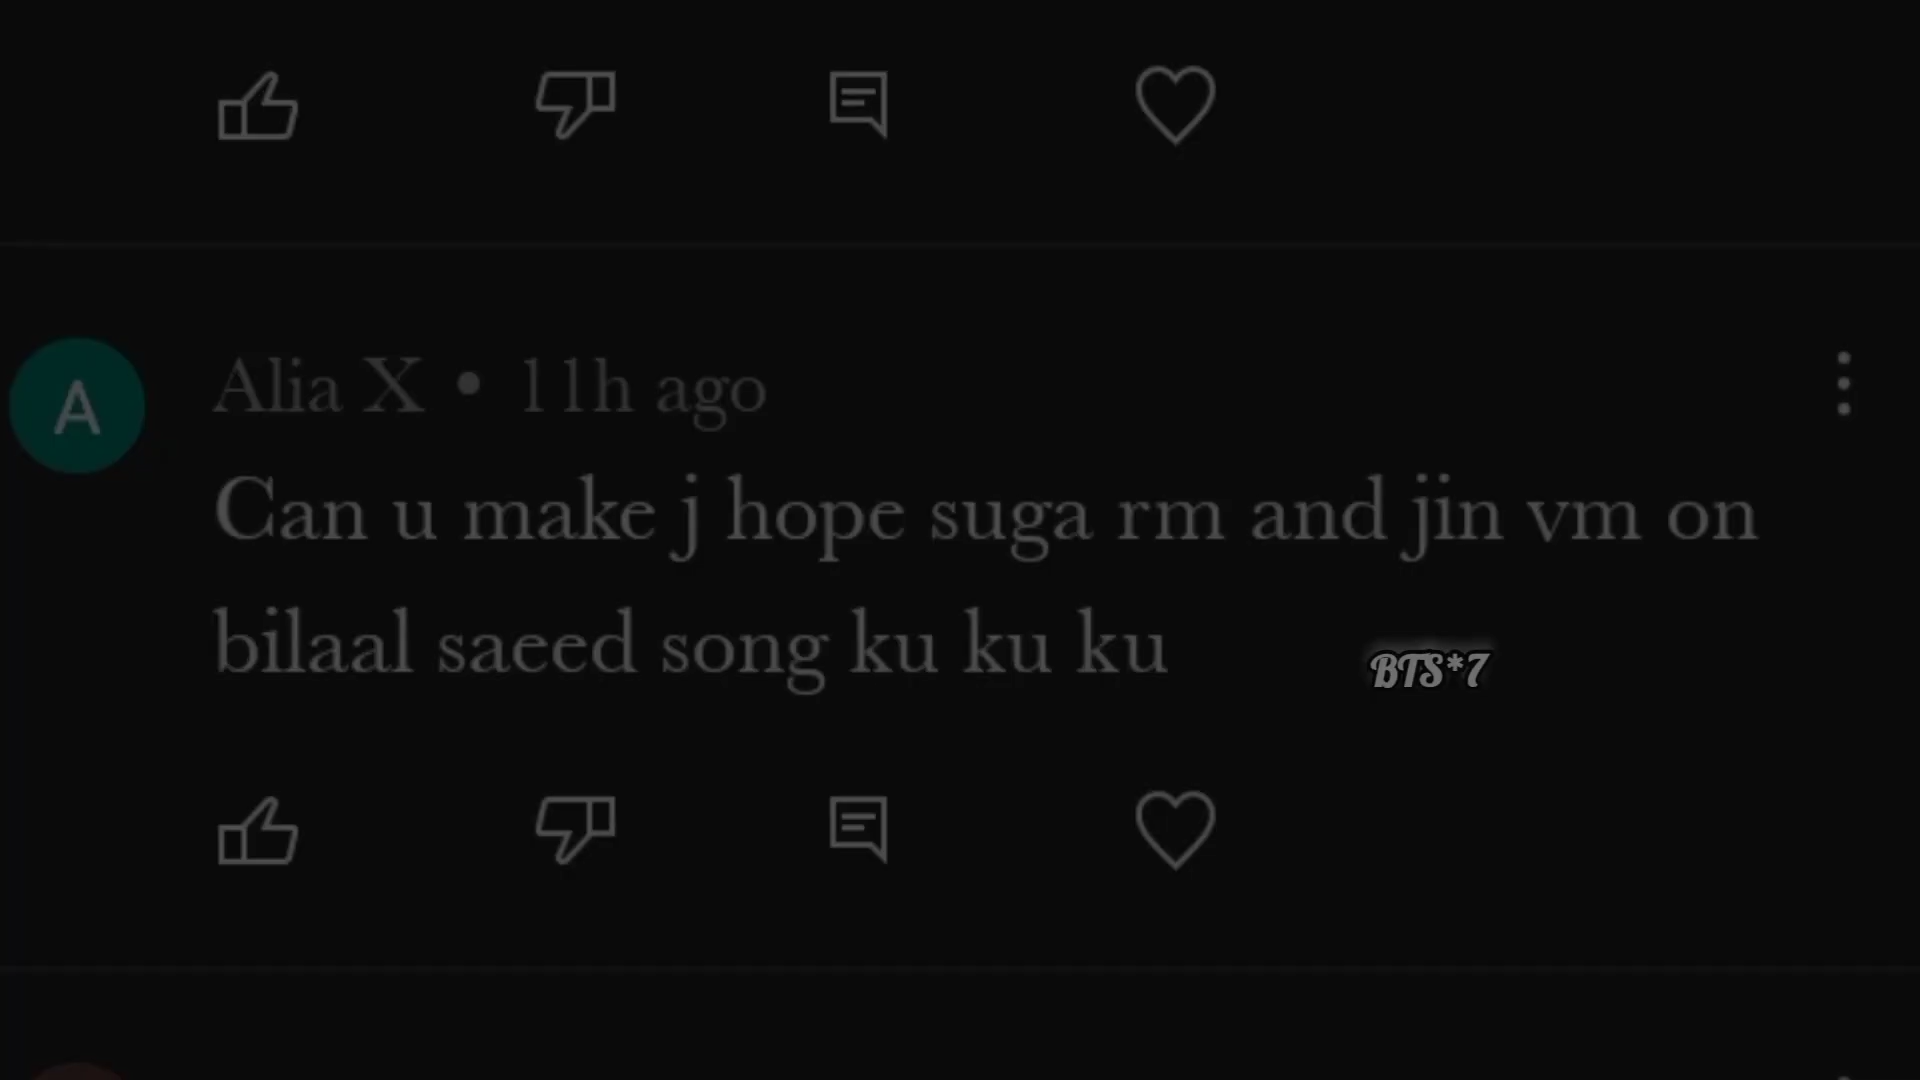 Alia X • 11h ago
A
Can u make j hope suga rm and jin vm on
bilaal saeed song ku ku ku
BTS*7